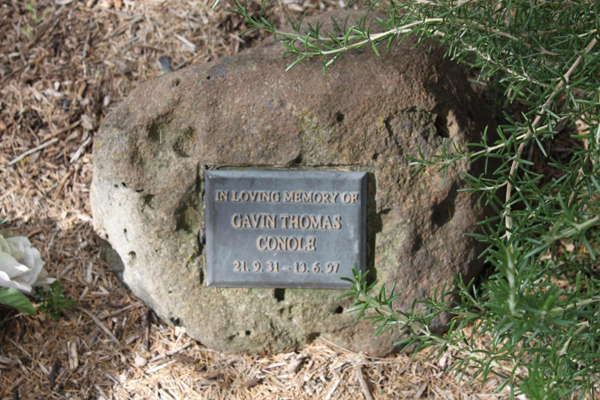 IN LOVING MEMORY OF
GAVIN THOMAS
CONOLE
21. 9. 31 - 13. 6. 97